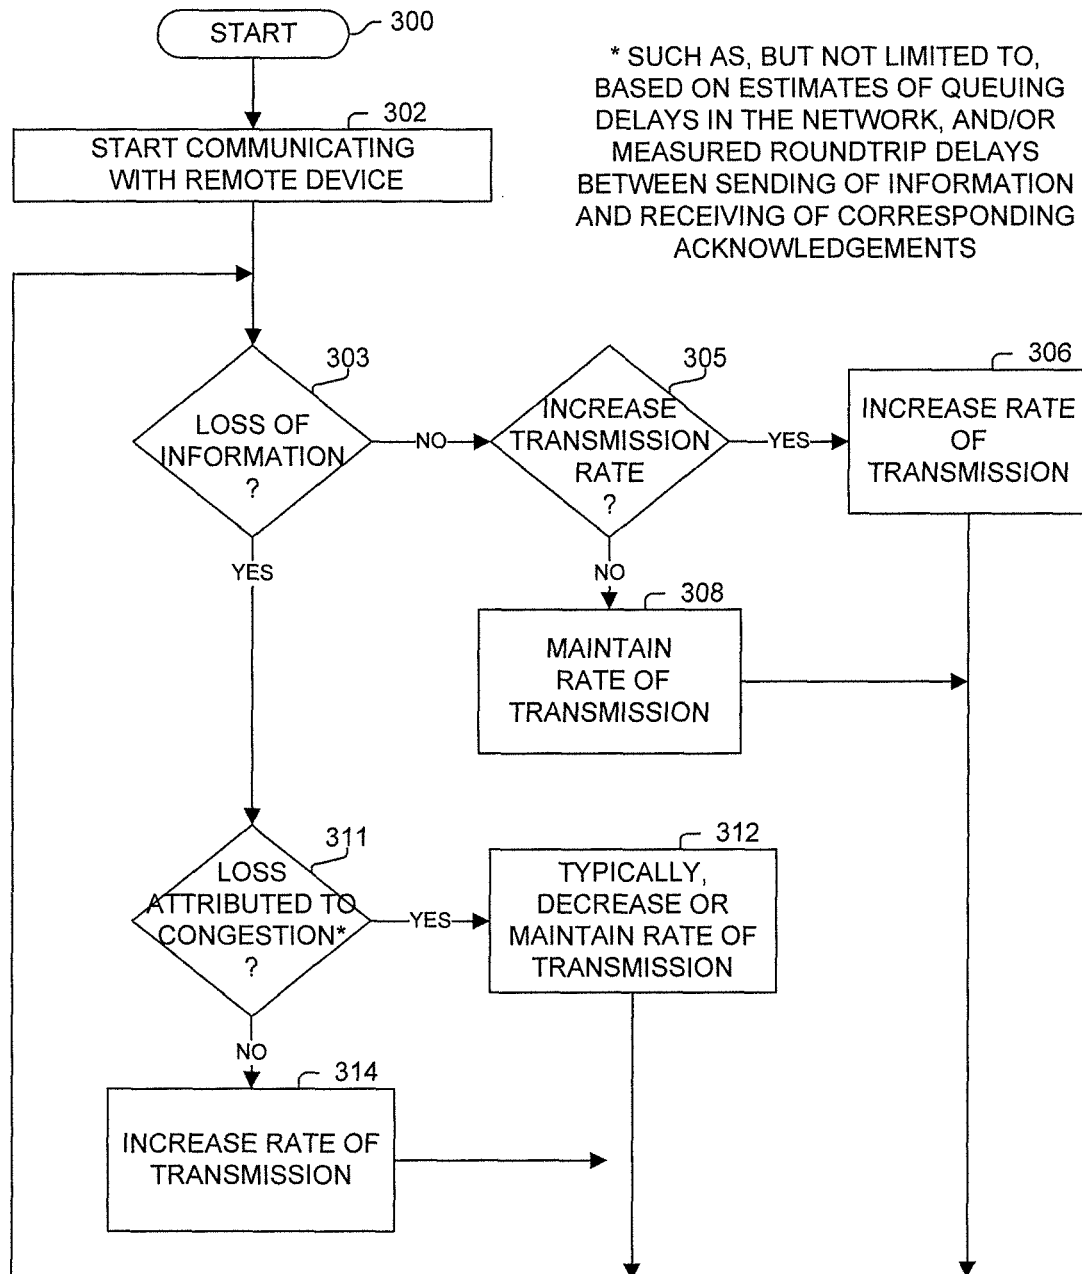 START
300
* SUCH AS, BUT NOT LIMITED TO,
BASED ON ESTIMATES OF QUEUING
DELAYS IN THE NETWORK, AND/OR
MEASURED ROUNDTRIP DELAYS
BETWEEN SENDING OF INFORMATION
AND RECEIVING OF CORRESPONDING
ACKNOWLEDGEMENTS
302
START COMMUNICATING
WITH REMOTE DEVICE
303
LOSS OF
INFORMATION
?
NO
305
INCREASE
TRANSMISSION
RATE
?
YES
306
INCREASE RATE
OF
TRANSMISSION
YES
NO
308
MAINTAIN
RATE OF
TRANSMISSION
311
LOSS
ATTRIBUTED TO
CONGESTION*
?
YES
312
TYPICALLY,
DECREASE OR
MAINTAIN RATE OF
TRANSMISSION
NO
314
INCREASE RATE OF
TRANSMISSION